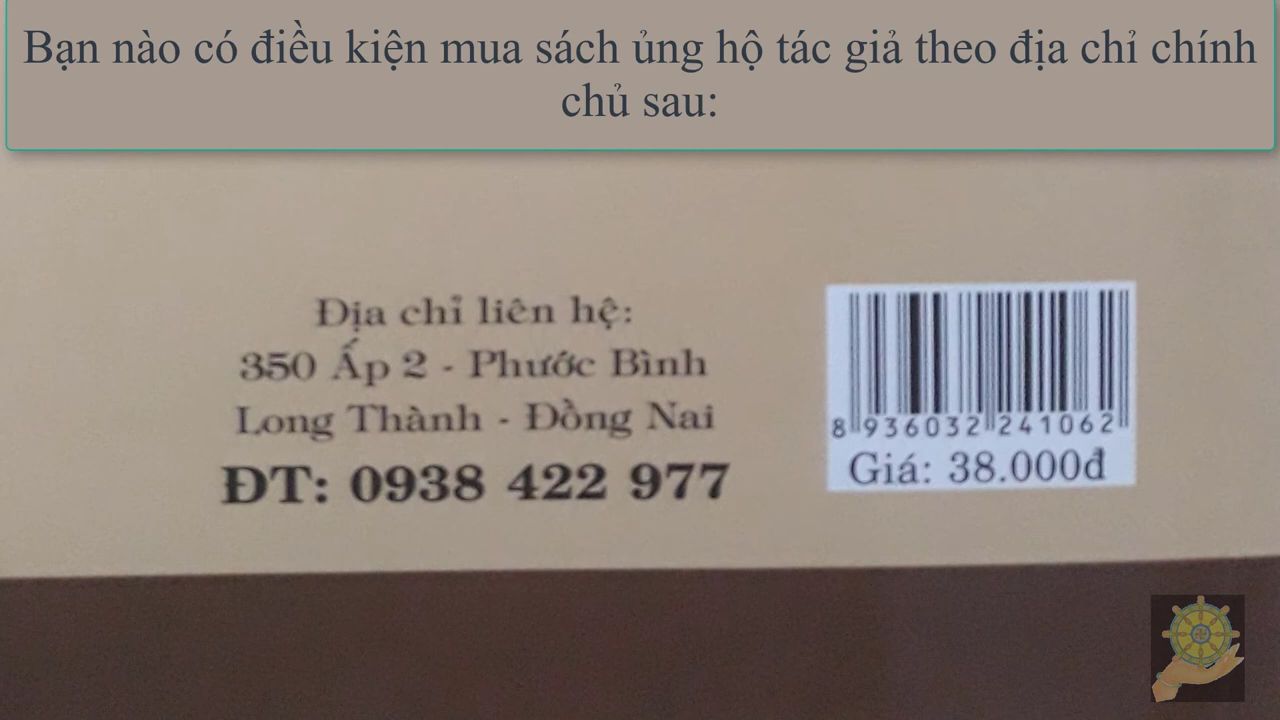 Bạn nào có điều kiện mua sách ủng hộ tác giả theo địa chỉ chính
chủ sau:
Địa chỉ liên hệ:
350 Ấp 2 - Phước Bình
Long Thành - Đồng Nai
ĐT: 0938 422 977
8 936032 241062
Giá: 38.000đ